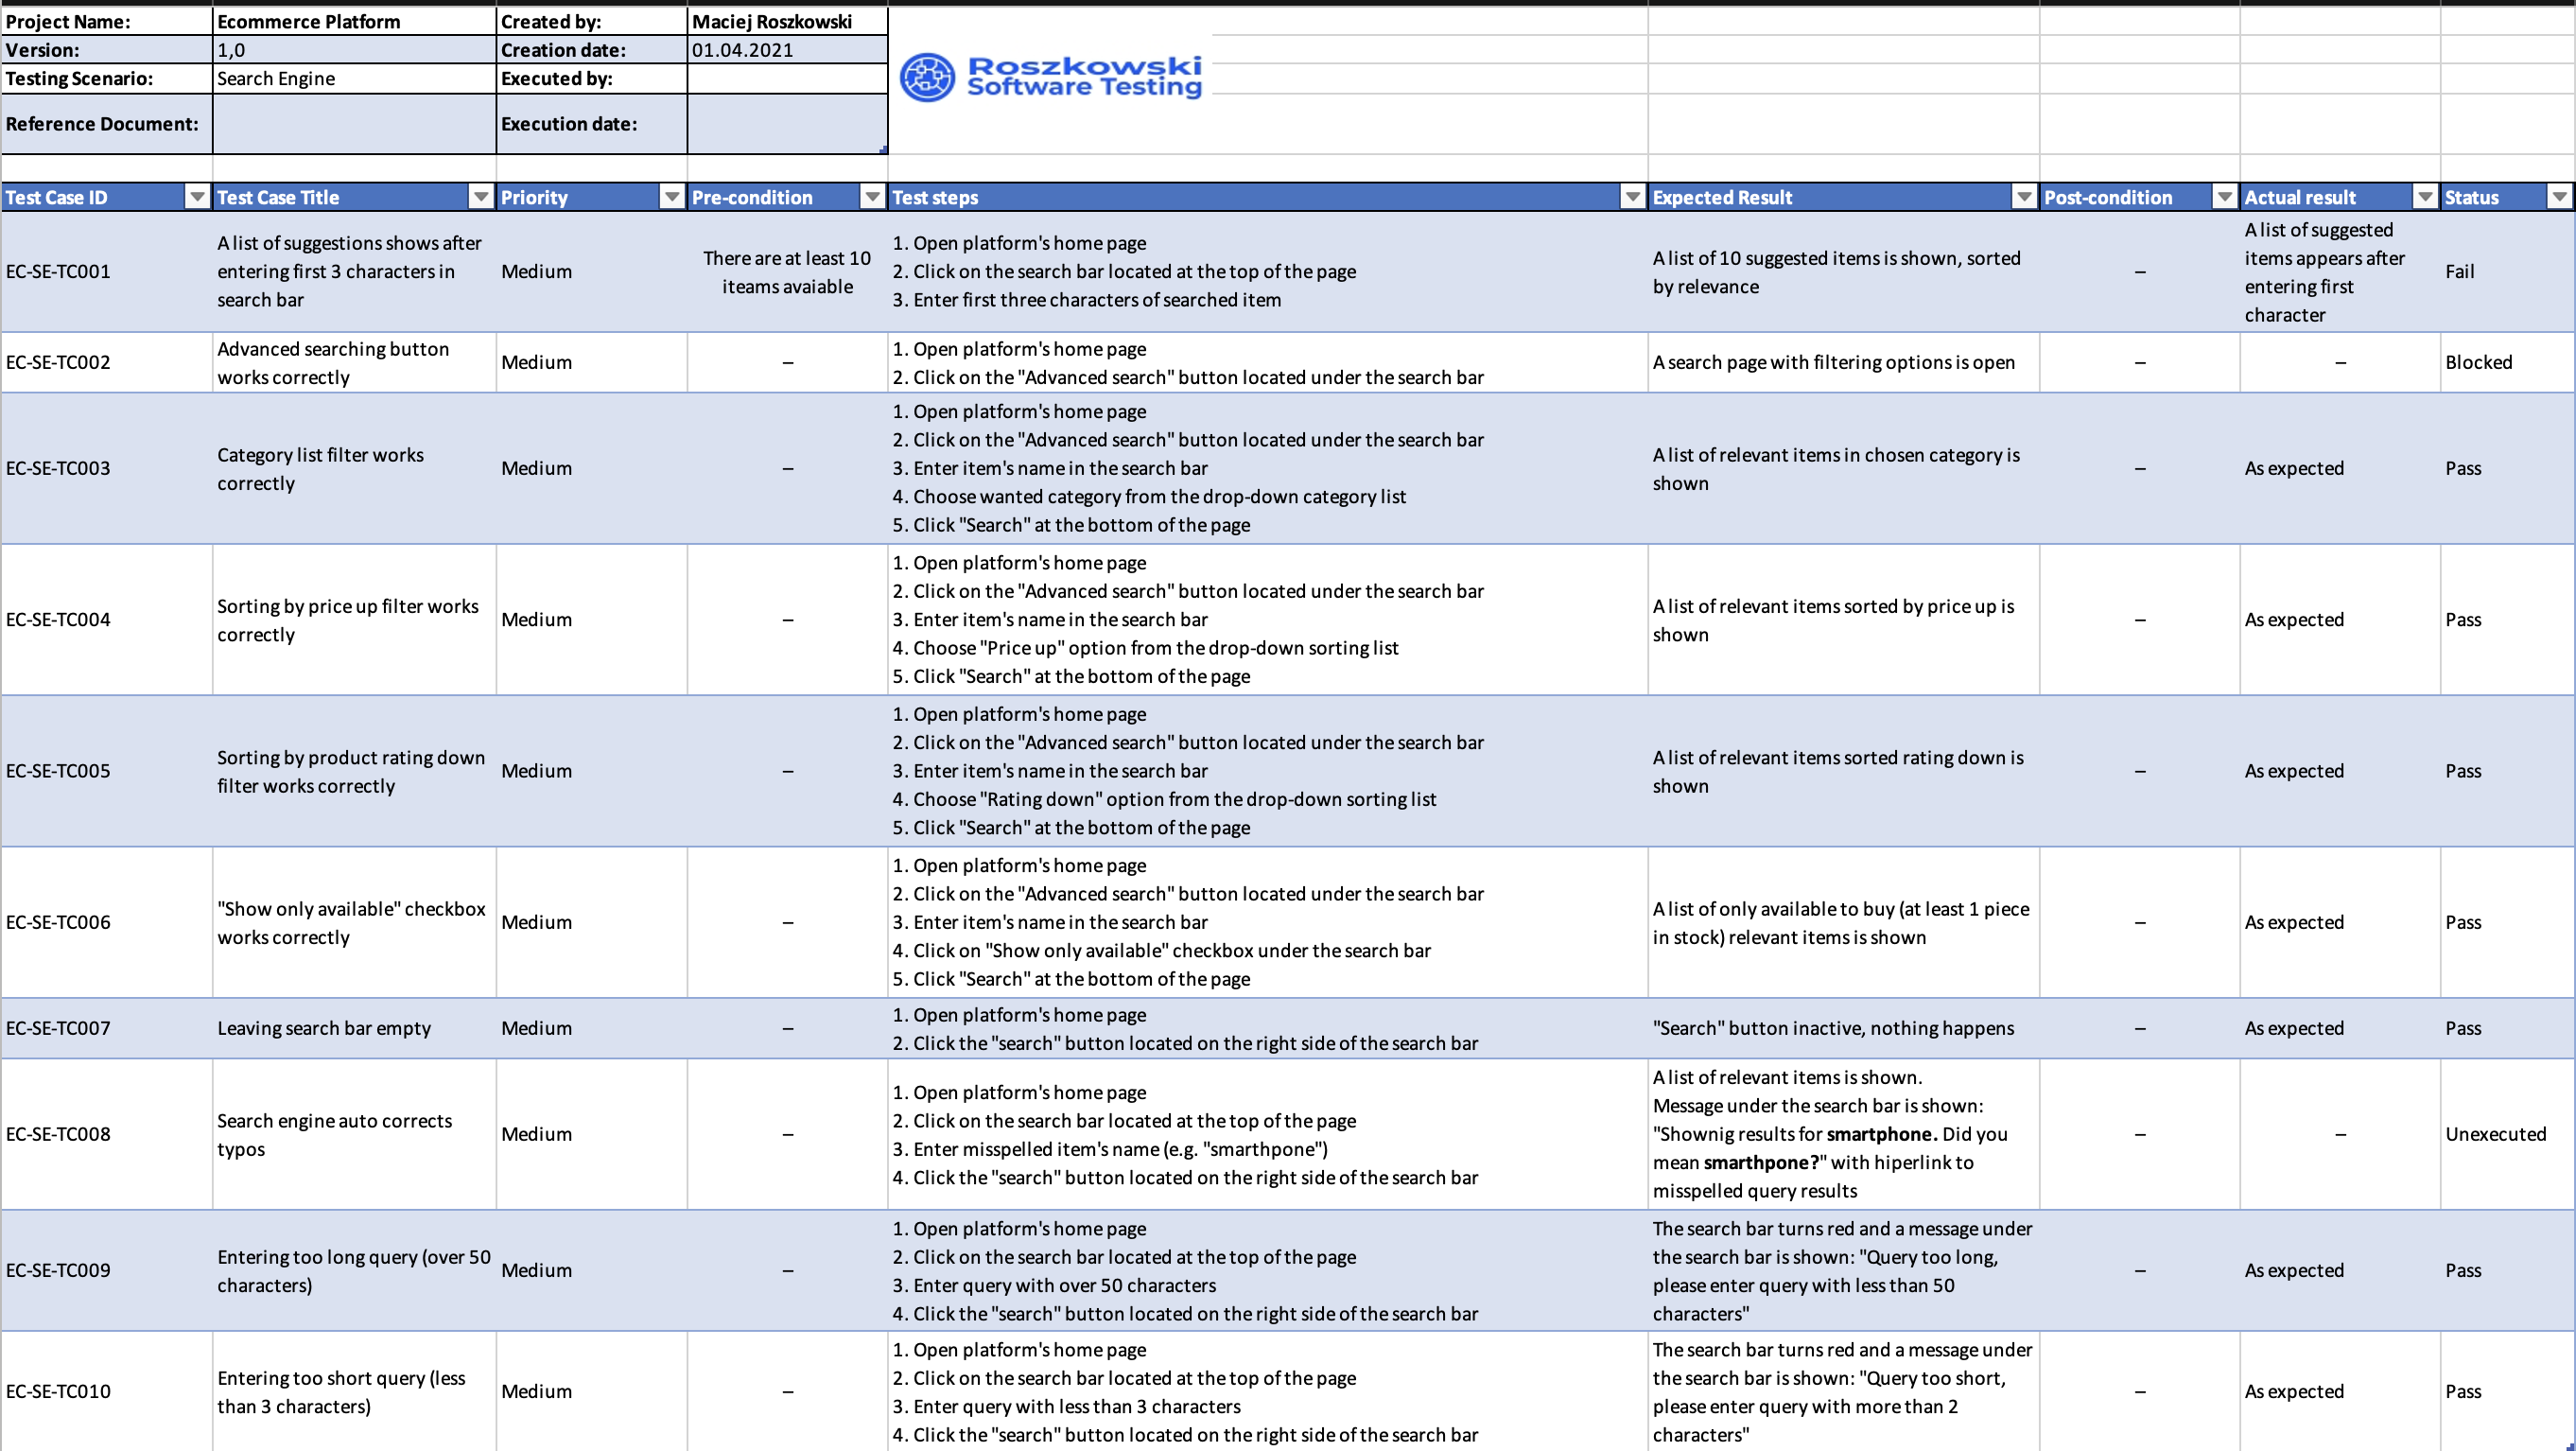 Project Name: Ecommerce Platform Created by: Maciej Roszkowski
Version: 1,0 Creation date: 01.04.2021
Testing Scenario: Search Engine Executed by:
Reference Document: Execution date:
Roszkowski
Software Testing
Test Case ID Test Case Title Priority Pre-condition Test steps Expected Result Post-condition Actual result Status
EC-SE-TC001
A list of suggestions shows after
entering first 3 characters in
search bar
Medium
There are at least 10
iteams avaiable
1. Open platform's home page
2. Click on the search bar located at the top of the page
3. Enter first three characters of searched item
A list of 10 suggested items is shown, sorted
by relevance
–
A list of suggested
items appears after
entering first
character
Fail
EC-SE-TC002
Advanced searching button
works correctly
Medium
–
1. Open platform's home page
2. Click on the "Advanced search" button located under the search bar
A search page with filtering options is open
–
–
Blocked
EC-SE-TC003
Category list filter works
correctly
Medium
–
1. Open platform's home page
2. Click on the "Advanced search" button located under the search bar
3. Enter item's name in the search bar
4. Choose wanted category from the drop-down category list
5. Click "Search" at the bottom of the page
A list of relevant items in chosen category is
shown
–
As expected
Pass
EC-SE-TC004
Sorting by price up filter works
correctly
Medium
–
1. Open platform's home page
2. Click on the "Advanced search" button located under the search bar
3. Enter item's name in the search bar
4. Choose "Price up" option from the drop-down sorting list
5. Click "Search" at the bottom of the page
A list of relevant items sorted by price up is
shown
–
As expected
Pass
EC-SE-TC005
Sorting by product rating down
filter works correctly
Medium
–
1. Open platform's home page
2. Click on the "Advanced search" button located under the search bar
3. Enter item's name in the search bar
4. Choose "Rating down" option from the drop-down sorting list
5. Click "Search" at the bottom of the page
A list of relevant items sorted rating down is
shown
–
As expected
Pass
EC-SE-TC006
"Show only available" checkbox
works correctly
Medium
–
1. Open platform's home page
2. Click on the "Advanced search" button located under the search bar
3. Enter item's name in the search bar
4. Click on "Show only available" checkbox under the search bar
5. Click "Search" at the bottom of the page
A list of only available to buy (at least 1 piece
in stock) relevant items is shown
–
As expected
Pass
EC-SE-TC007
Leaving search bar empty
Medium
–
1. Open platform's home page
2. Click the "search" button located on the right side of the search bar
"Search" button inactive, nothing happens
–
As expected
Pass
EC-SE-TC008
Search engine auto corrects
typos
Medium
–
1. Open platform's home page
2. Click on the search bar located at the top of the page
3. Enter misspelled item's name (e.g. "smarthpone")
4. Click the "search" button located on the right side of the search bar
A list of relevant items is shown.
Message under the search bar is shown:
"Shownig results for smartphone. Did you
mean smarthpone?" with hiperlink to
misspelled query results
–
–
Unexecuted
EC-SE-TC009
Entering too long query (over 50
characters)
Medium
–
1. Open platform's home page
2. Click on the search bar located at the top of the page
3. Enter query with over 50 characters
4. Click the "search" button located on the right side of the search bar
The search bar turns red and a message under
the search bar is shown: "Query too long,
please enter query with less than 50
characters"
–
As expected
Pass
EC-SE-TC010
Entering too short query (less
than 3 characters)
Medium
–
1. Open platform's home page
2. Click on the search bar located at the top of the page
3. Enter query with less than 3 characters
4. Click the "search" button located on the right side of the search bar
The search bar turns red and a message under
the search bar is shown: "Query too short,
please enter query with more than 2
characters"
–
As expected
Pass